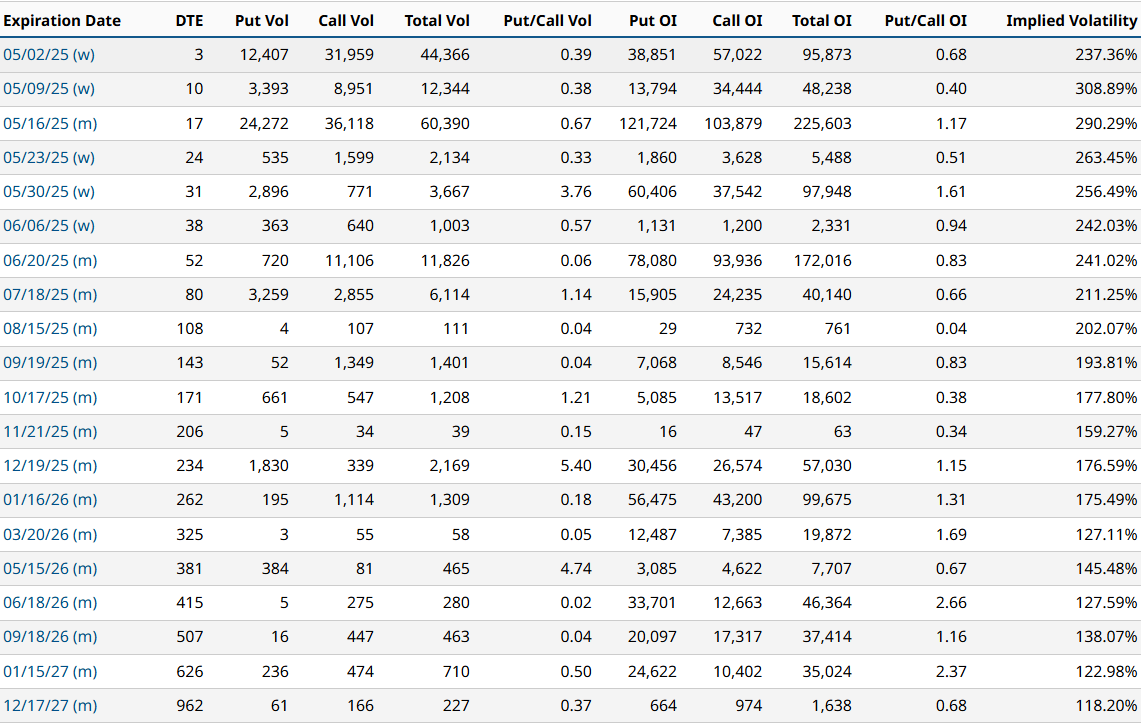 Expiration Date DTE Put Vol Call Vol Total Vol Put/Call Vol Put OI Call OI Total OI Put/Call OI Implied Volatility
05/02/25 (w) 3 12,407 31,959 44,366 0.39 38,851 57,022 95,873 0.68 237.36%
05/09/25 (w) 10 3,393 8,951 12,344 0.38 13,794 34,444 48,238 0.40 308.89%
05/16/25 (m) 17 24,272 36,118 60,390 0.67 121,724 103,879 225,603 1.17 290.29%
05/23/25 (w) 24 535 1,599 2,134 0.33 1,860 3,628 5,488 0.51 263.45%
05/30/25 (w) 31 2,896 771 3,667 3.76 60,406 37,542 97,948 1.61 256.49%
06/06/25 (w) 38 363 640 1,003 0.57 1,131 1,200 2,331 0.94 242.03%
06/20/25 (m) 52 720 11,106 11,826 0.06 78,080 93,936 172,016 0.83 241.02%
07/18/25 (m) 80 3,259 2,855 6,114 1.14 15,905 24,235 40,140 0.66 211.25%
08/15/25 (m) 108 4 107 111 0.04 29 732 761 0.04 202.07%
09/19/25 (m) 143 52 1,349 1,401 0.04 7,068 8,546 15,614 0.83 193.81%
10/17/25 (m) 171 661 547 1,208 1.21 5,085 13,517 18,602 0.38 177.80%
11/21/25 (m) 206 5 34 39 0.15 16 47 63 0.34 159.27%
12/19/25 (m) 234 1,830 339 2,169 5.40 30,456 26,574 57,030 1.15 176.59%
01/16/26 (m) 262 195 1,114 1,309 0.18 56,475 43,200 99,675 1.31 175.49%
03/20/26 (m) 325 3 55 58 0.05 12,487 7,385 19,872 1.69 127.11%
05/15/26 (m) 381 384 81 465 4.74 3,085 4,622 7,707 0.67 145.48%
06/18/26 (m) 415 5 275 280 0.02 33,701 12,663 46,364 2.66 127.59%
09/18/26 (m) 507 16 447 463 0.04 20,097 17,317 37,414 1.16 138.07%
01/15/27 (m) 626 236 474 710 0.50 24,622 10,402 35,024 2.37 122.98%
12/17/27 (m) 962 61 166 227 0.37 664 974 1,638 0.68 118.20%